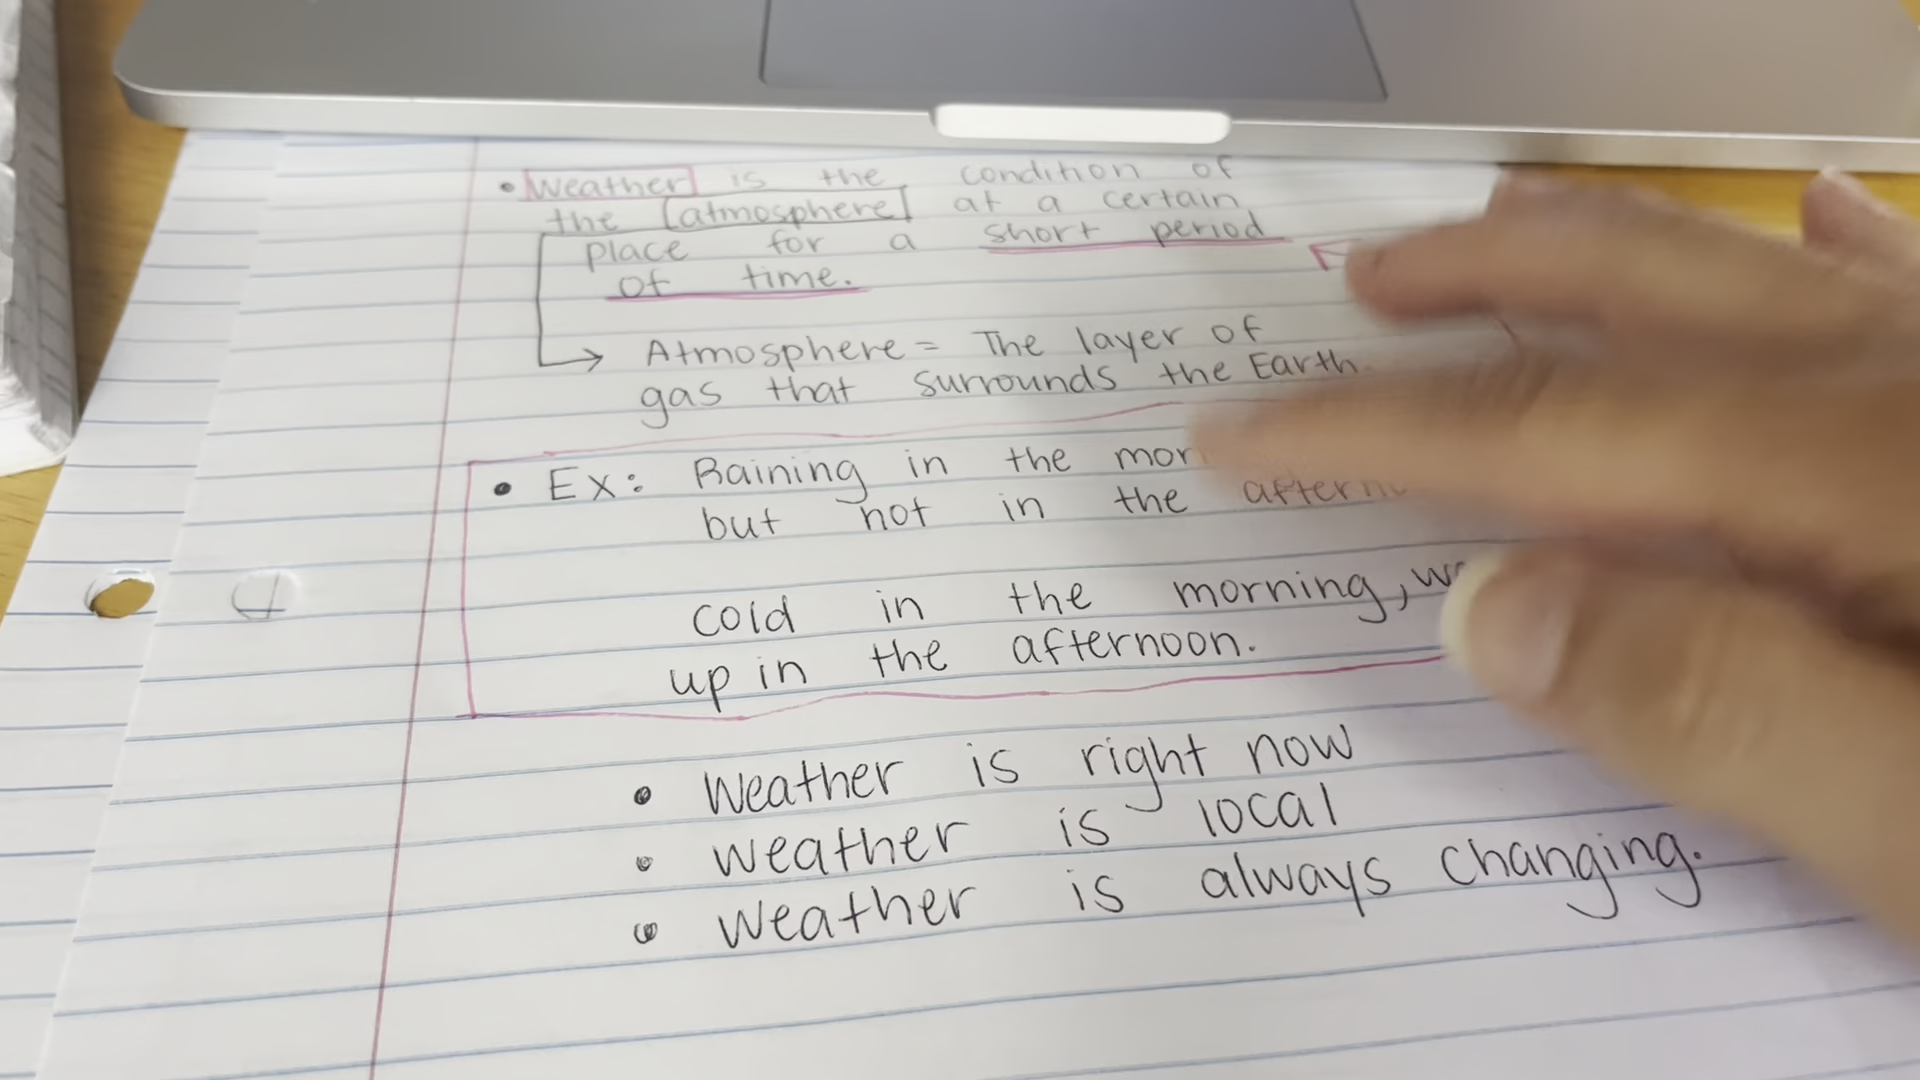 • Weather is the condition of
the [atmosphere] at a certain
place for a short period
of time.
→ Atmosphere = The layer of
gas that surrounds the Earth.
• Ex: Raining in the
but not in the
cold in the morning,
up in the afternoon.
• Weather is right now
• weather is local
• weather is always changing.